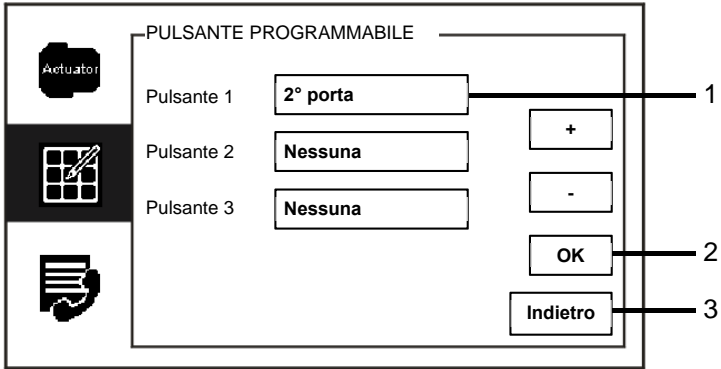 PULSANTE PROGRAMMABILE
Actuator
Pulsante 1
2° porta
1
+
Pulsante 2
Nessuna
-
Pulsante 3
Nessuna
OK
2
Indietro
3